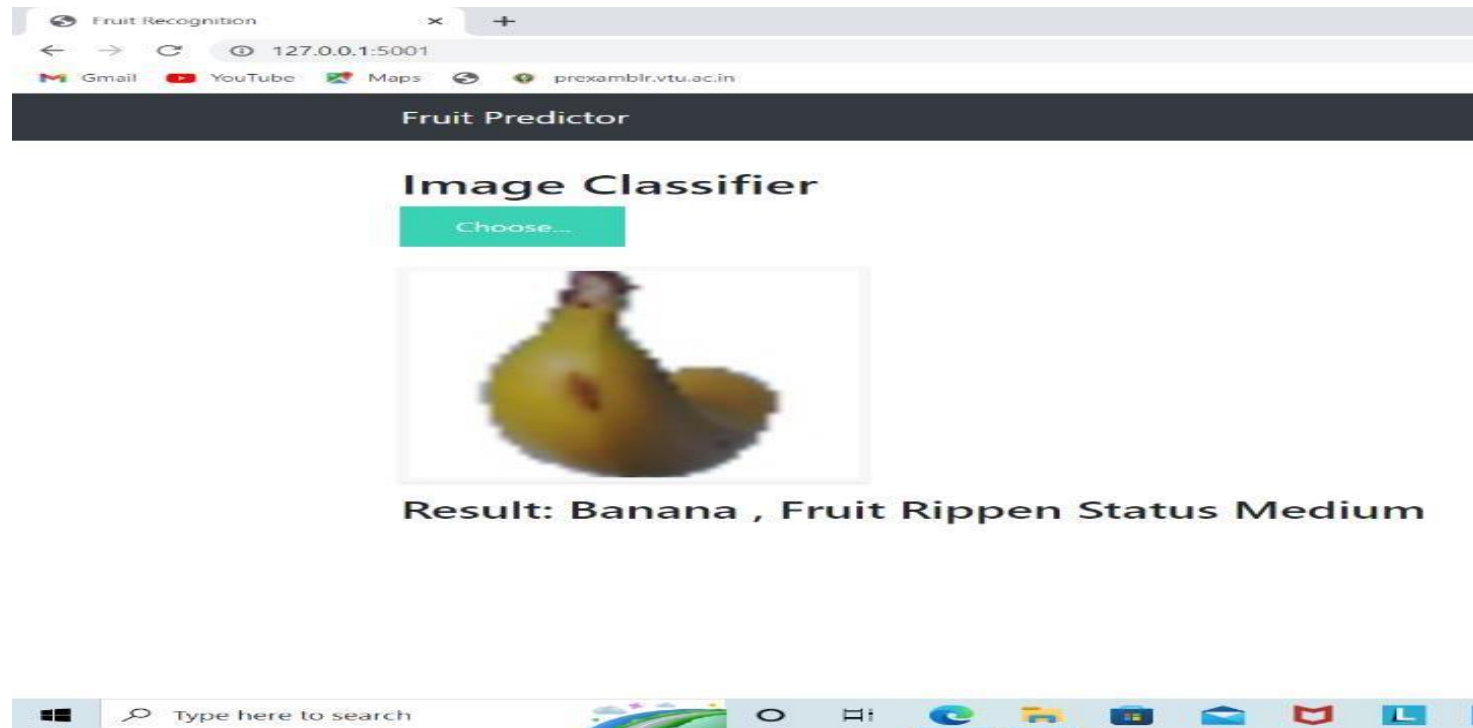 Fruit Recognition
127.0.0.1:5001
Gmail YouTube Maps prexamblr.vtu.ac.in
Fruit Predictor
Image Classifier
Choose...
Result: Banana , Fruit Rippen Status Medium
Type here to search
L